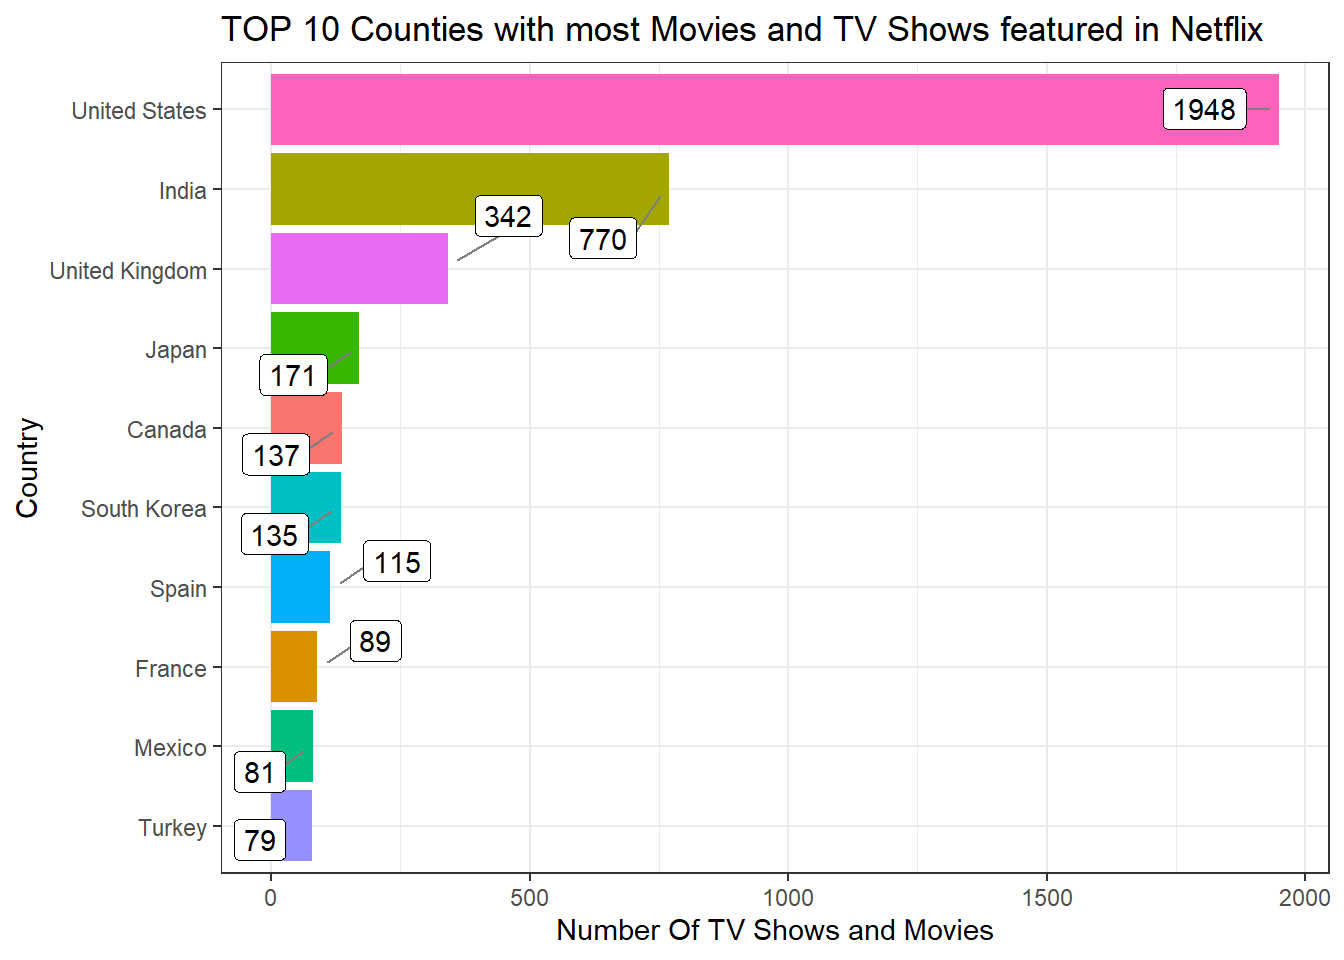 TOP 10 Counties with most Movies and TV Shows featured in Netflix
United States
1948
India
770
United Kingdom
342
Japan
171
Canada
137
South Korea
135
Spain
115
France
89
Mexico
81
Turkey
79
Country
0 500 1000 1500 2000
Number Of TV Shows and Movies